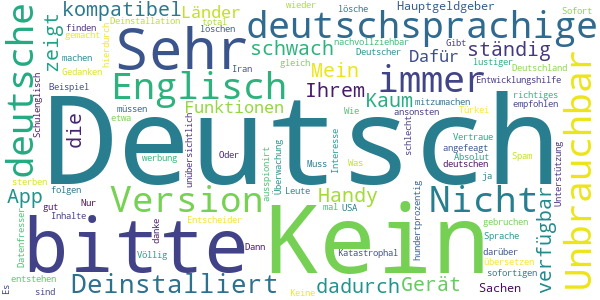 kompatibel
Länder
Hauptgeldgeber
wieder
lösche
Sofort
deutsche
zeigt
Deinstallation
total
löschen
deutschsprachige
finden
gemacht
hierdurch
Sehr
schwach
nachvollziehbar
Deutscher
Gibt
ständig
machen
Gedanken
Iran
gleich
Dafür
lustiger
Deutschland
Beispiel
Englisch
Mein
immer
Entwicklungshilfe
Schulenglisch
die
müssen
etwa
Funktionen
Ihrem
Kaum
mitzumachen
richtiges
empfohlen
Wie
ansonsten
Türkei
Unbrauchbar
Deutsch
unübersichtlich
schlecht
Vertraue
angefeagt
Absolut
Spam
werbung
Oder
ausspioniert
Überwachung
Interesse
Muss
Was
deutschen
ja
Unterstützung
sterben
folgen
App
Version
Leute
Handy
Nicht
verfügbar
gut
Nur
Inhalte
danke
Entscheider
mal
USA
hundertprozentig
gebruchen
Sprache
Datenfresser
bitte
Dann
Kein
Katastrophal
darüber
übersetzen
Völlig
sofortigen
entstehen
Deinstalliert
dadurch
Gerät
Sachen
Es
sind
Keine